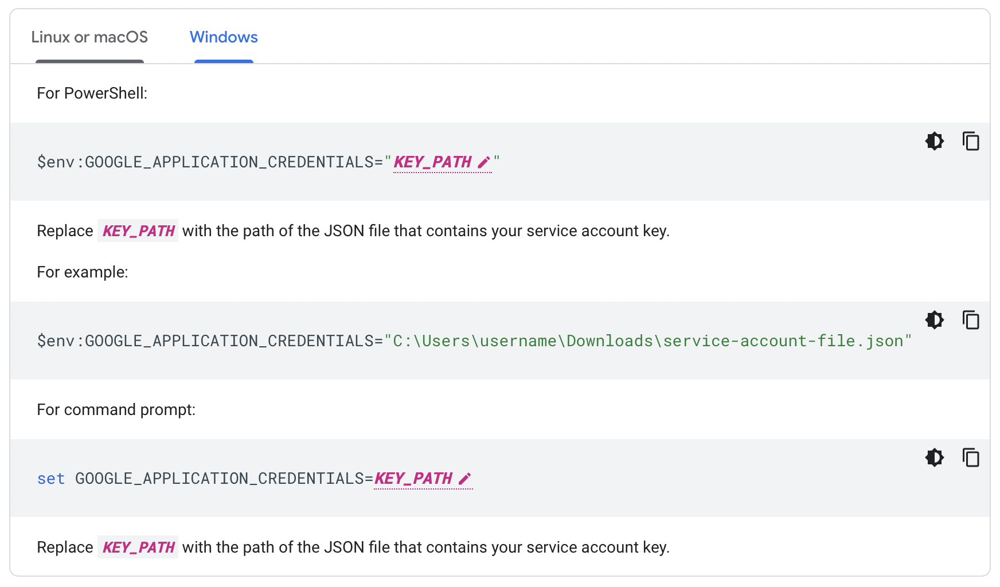 Linux or macOS
Windows
For PowerShell:
$env:GOOGLE_APPLICATION_CREDENTIALS="KEY_PATH"
Replace KEY_PATH with the path of the JSON file that contains your service account key.
For example:
$env:GOOGLE_APPLICATION_CREDENTIALS="C:\Users\username\Downloads\service-account-file.json"
For command prompt:
set GOOGLE_APPLICATION_CREDENTIALS=KEY_PATH
Replace KEY_PATH with the path of the JSON file that contains your service account key.